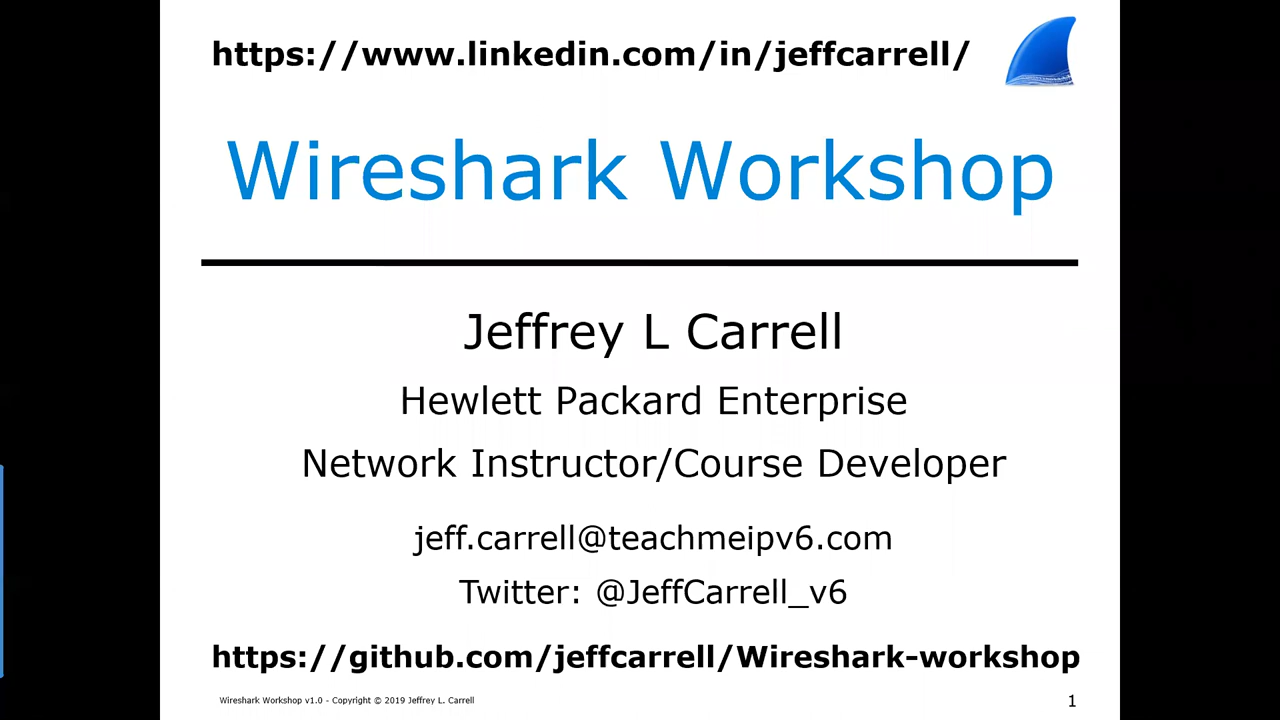 https://www.linkedin.com/in/jeffcarrell/
Wireshark Workshop
Jeffrey L Carrell
Hewlett Packard Enterprise
Network Instructor/Course Developer
jeff.carrell@teachmeipv6.com
Twitter: @JeffCarrell_v6
https://github.com/jeffcarrell/Wireshark-workshop
Wireshark Workshop v1.0 - Copyright © 2019 Jeffrey L. Carrell
1